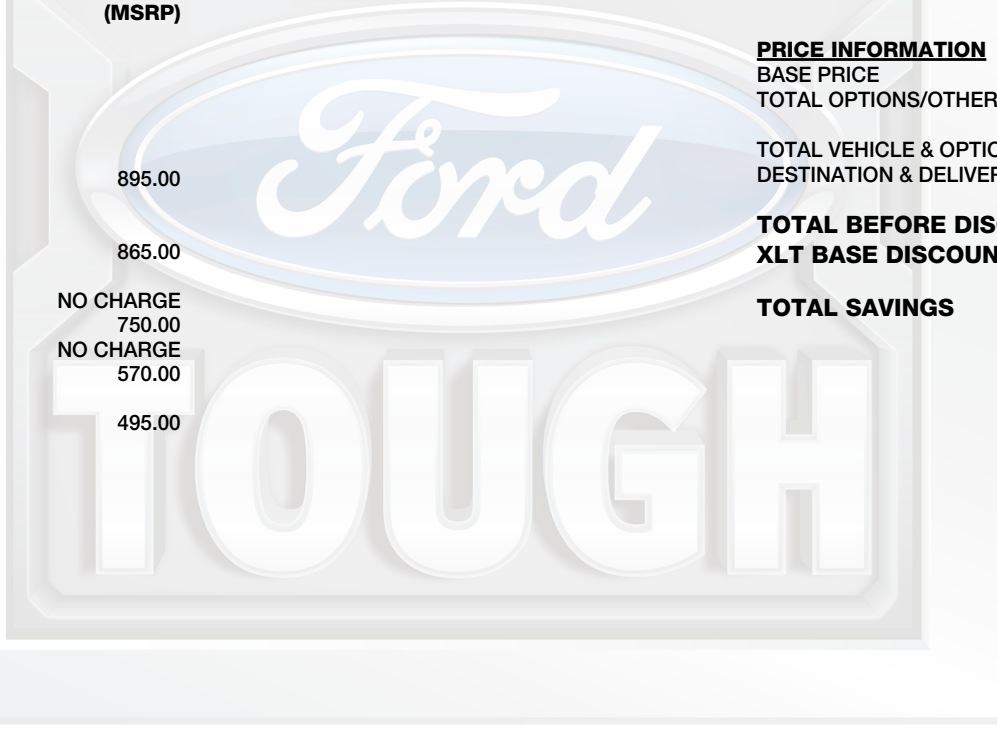 (MSRP)
895.00
865.00
NO CHARGE
750.00
NO CHARGE
570.00
495.00
PRICE INFORMATION
BASE PRICE
TOTAL OPTIONS/OTHER
TOTAL VEHICLE & OPTIO
DESTINATION & DELIVER
TOTAL BEFORE DISC
XLT BASE DISCOUN
TOTAL SAVINGS
Ford
TOUGH